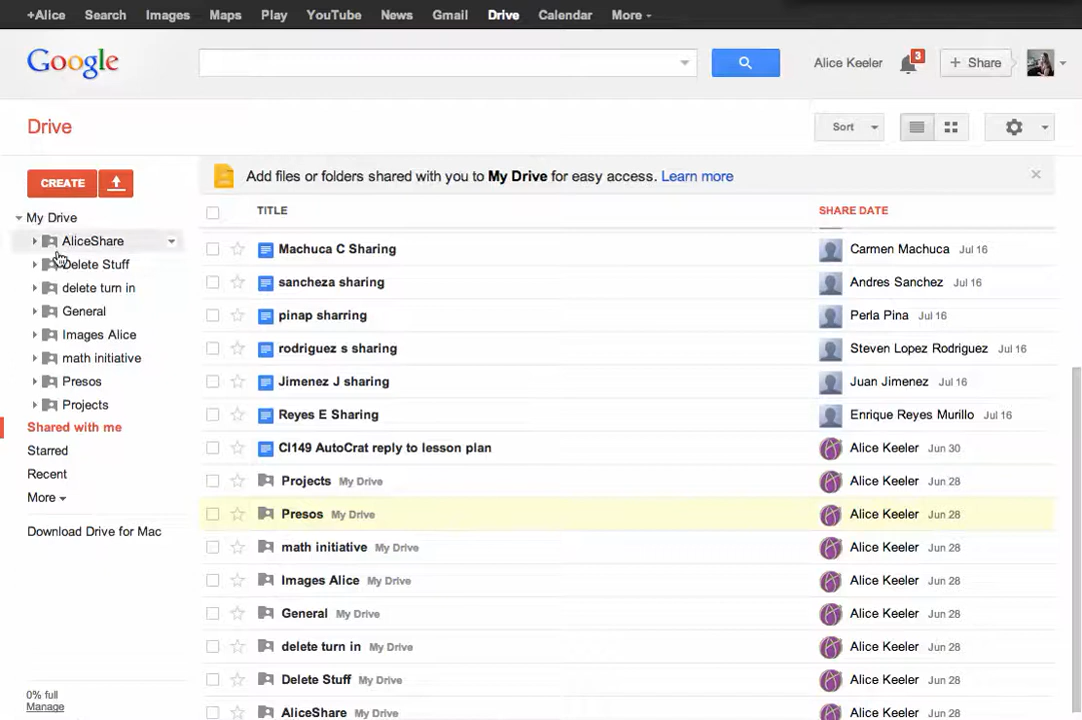 +Alice Search Images Maps Play YouTube News Gmail Drive Calendar More
Google Alice Keeler 3 + Share
Drive Sort
CREATE
My Drive
AliceShare
Delete Stuff
delete turn in
General
Images Alice
math initiative
Presos
Projects
Shared with me
Starred
Recent
More
Download Drive for Mac
0% full
Manage
Add files or folders shared with you to My Drive for easy access. Learn more
TITLE SHARE DATE
Machuca C Sharing Carmen Machuca Jul 16
sancheza sharing Andres Sanchez Jul 16
pinap sharring Perla Pina Jul 16
rodriguez s sharing Steven Lopez Rodriguez Jul 16
Jimenez J sharing Juan Jimenez Jul 16
Reyes E Sharing Enrique Reyes Murillo Jul 16
CI149 AutoCrat reply to lesson plan Alice Keeler Jun 30
Projects My Drive Alice Keeler Jun 28
Presos My Drive Alice Keeler Jun 28
math initiative My Drive Alice Keeler Jun 28
Images Alice My Drive Alice Keeler Jun 28
General My Drive Alice Keeler Jun 28
delete turn in My Drive Alice Keeler Jun 28
Delete Stuff My Drive Alice Keeler Jun 28
AliceShare My Drive Alice Keeler Jun 28